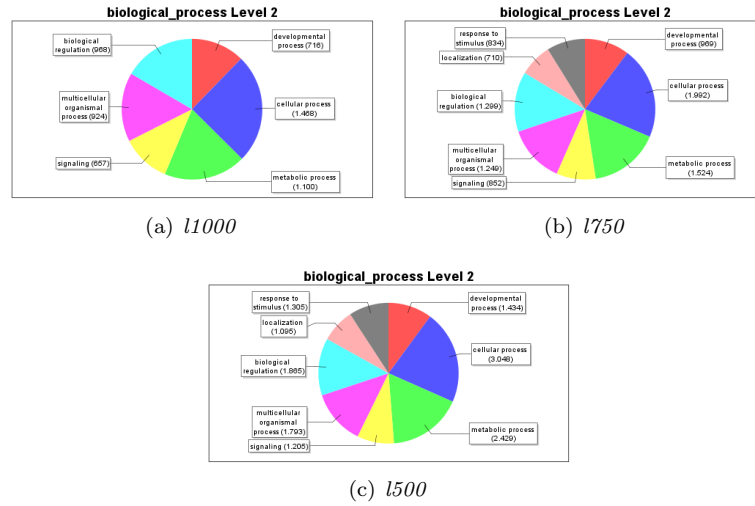 biological_process Level 2
biological
regulation (968)
developmental
process (716)
multicellular
organismal
process (924)
cellular process
(1.468)
signaling (657)
metabolic process
(1.100)
(a) l1000
biological_process Level 2
response to
stimulus (834)
developmental
process (969)
localization (710)
cellular process
(1.992)
biological
regulation (1.299)
multicellular
organismal
process (1.249)
metabolic process
(1.524)
signaling (852)
(b) l750
biological_process Level 2
response to
stimulus (1.305)
developmental
process (1.434)
localization
(1.095)
cellular process
(3.048)
biological
regulation (1.865)
multicellular
organismal
process (1.793)
metabolic process
(2.429)
signaling (1.205)
(c) l500